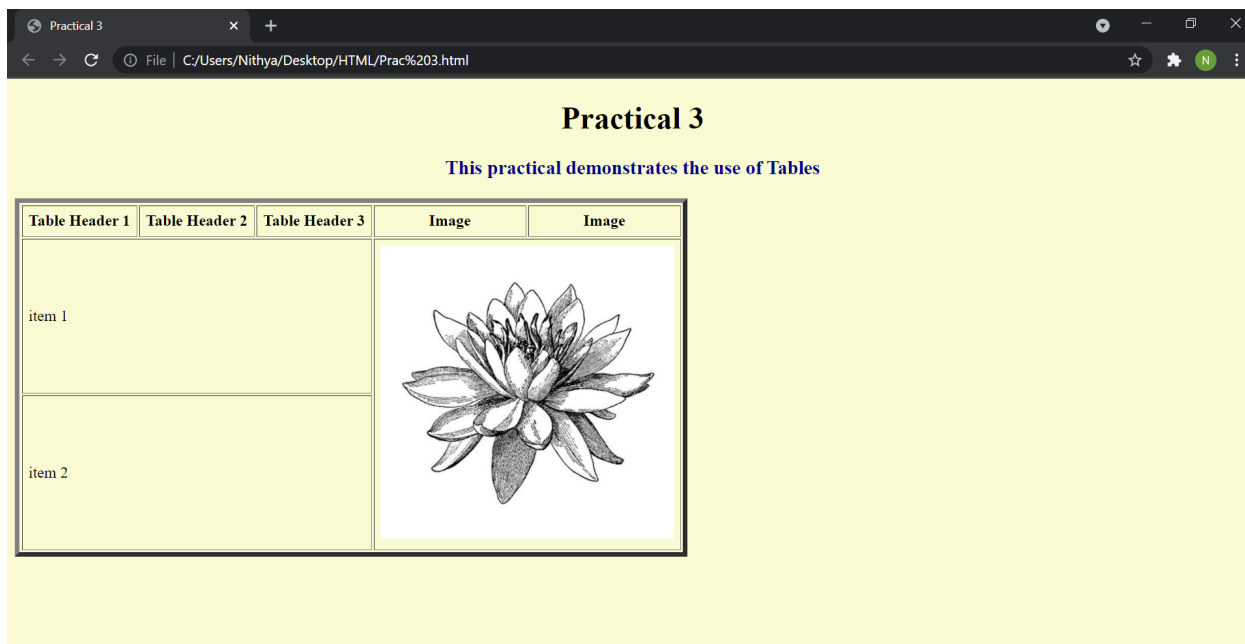 Practical 3
File | C:/Users/Nithya/Desktop/HTML/Prac%203.html
N
Practical 3
This practical demonstrates the use of Tables
Table Header 1 Table Header 2 Table Header 3 Image Image
item 1
item 2